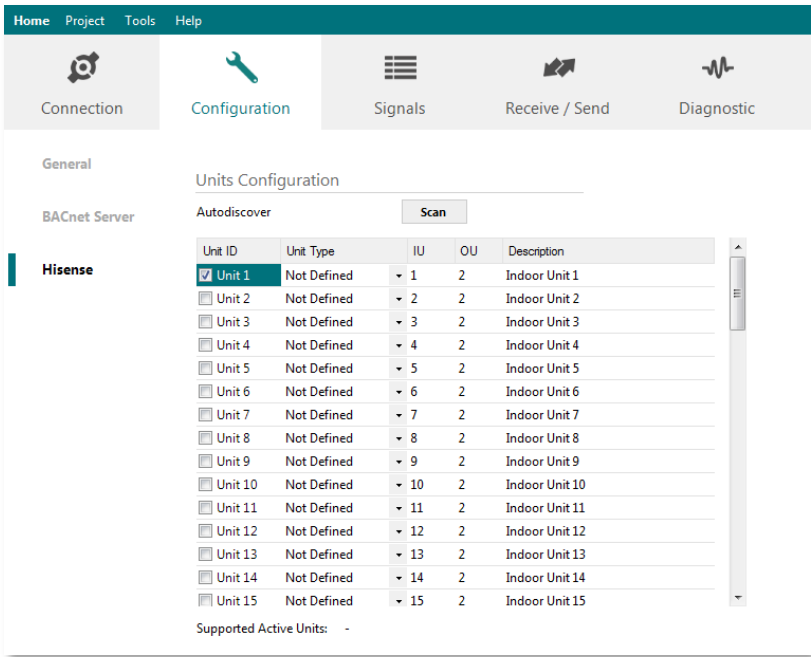 Home Project Tools Help
Connection Configuration Signals Receive / Send Diagnostic
General
BACnet Server
Hisense
Units Configuration
Autodiscover Scan
Unit ID Unit Type IU OU Description
Unit 1 Not Defined 1 2 Indoor Unit 1
Unit 2 Not Defined 2 2 Indoor Unit 2
Unit 3 Not Defined 3 2 Indoor Unit 3
Unit 4 Not Defined 4 2 Indoor Unit 4
Unit 5 Not Defined 5 2 Indoor Unit 5
Unit 6 Not Defined 6 2 Indoor Unit 6
Unit 7 Not Defined 7 2 Indoor Unit 7
Unit 8 Not Defined 8 2 Indoor Unit 8
Unit 9 Not Defined 9 2 Indoor Unit 9
Unit 10 Not Defined 10 2 Indoor Unit 10
Unit 11 Not Defined 11 2 Indoor Unit 11
Unit 12 Not Defined 12 2 Indoor Unit 12
Unit 13 Not Defined 13 2 Indoor Unit 13
Unit 14 Not Defined 14 2 Indoor Unit 14
Unit 15 Not Defined 15 2 Indoor Unit 15
Supported Active Units: -